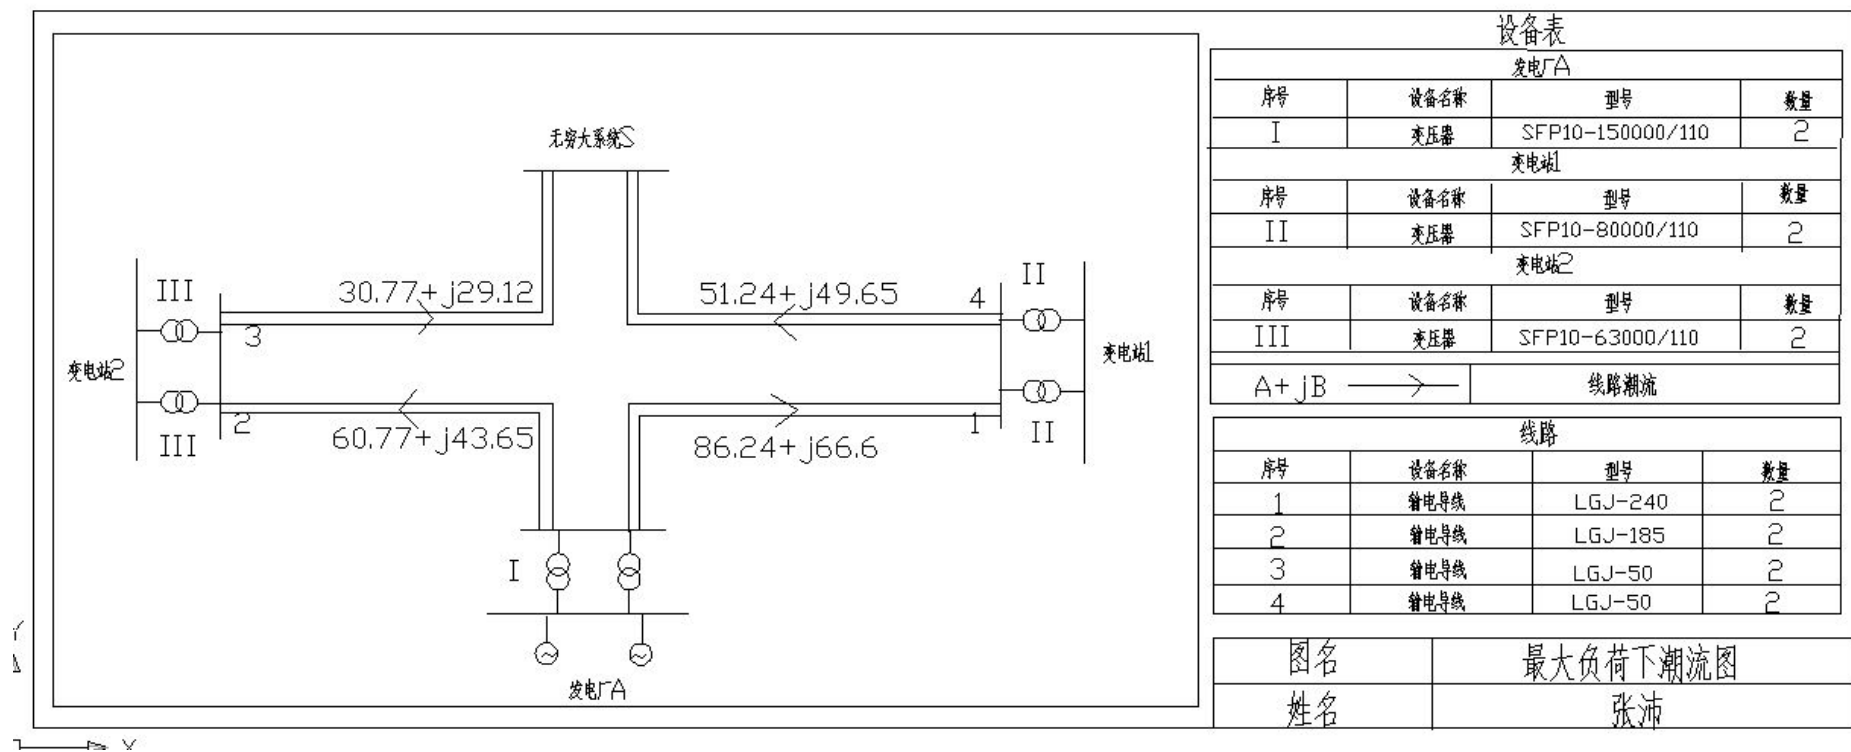 无穷大系统S
30.77+j29.12
51.24+j49.65
III
II
3
4
变电站2
变电站1
2
1
60.77+j43.65
86.24+j66.6
III
II
I
发电厂A
Y
X
设备表
发电厂A
序号 设备名称 型号 数量
I 变压器 SFP10-150000/110 2
变电站1
序号 设备名称 型号 数量
II 变压器 SFP10-80000/110 2
变电站2
序号 设备名称 型号 数量
III 变压器 SFP10-63000/110 2
A+jB 线路潮流
线路
序号 设备名称 型号 数量
1 输电导线 LGJ-240 2
2 输电导线 LGJ-185 2
3 输电导线 LGJ-50 2
4 输电导线 LGJ-50 2
图名 最大负荷下潮流图
姓名 张沛